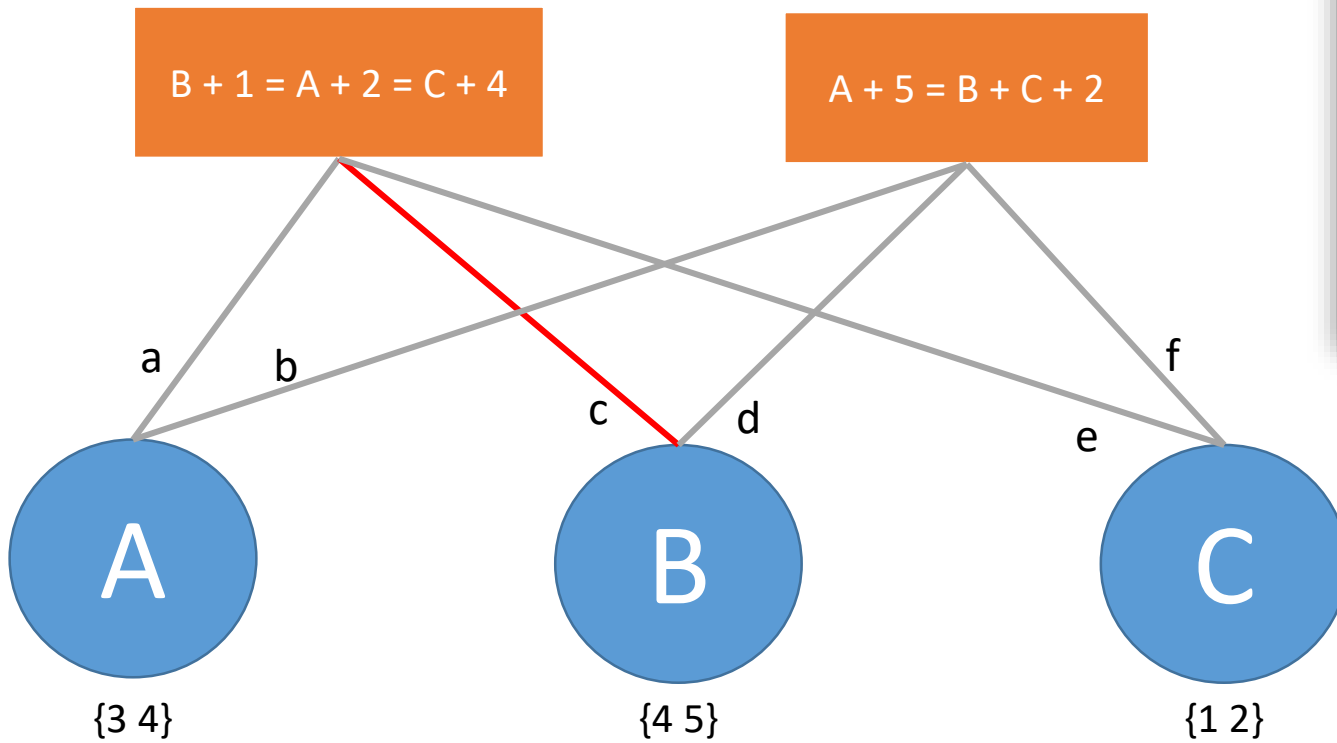 B + 1 = A + 2 = C + 4
A + 5 = B + C + 2
a
b
c
d
e
f
A
B
C
{3 4}
{4 5}
{1 2}